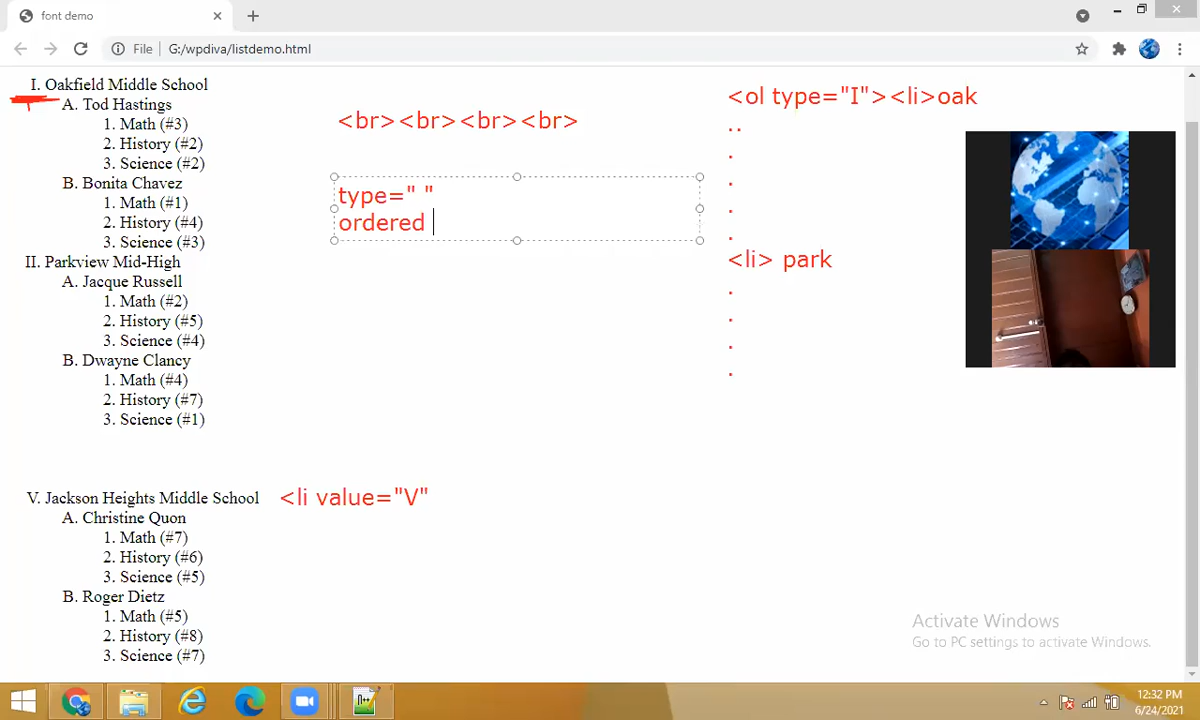 font demo
File G:/wpdiva/listdemo.html
I. Oakfield Middle School
A. Tod Hastings
1. Math (#3)
2. History (#2)
3. Science (#2)
B. Bonita Chavez
1. Math (#1)
2. History (#4)
3. Science (#3)
II. Parkview Mid-High
A. Jacque Russell
1. Math (#2)
2. History (#5)
3. Science (#4)
B. Dwayne Clancy
1. Math (#4)
2. History (#7)
3. Science (#1)
V. Jackson Heights Middle School
A. Christine Quon
1. Math (#7)
2. History (#6)
3. Science (#5)
B. Roger Dietz
1. Math (#5)
2. History (#8)
3. Science (#7)
<br><br><br><br>
type=" "
ordered
<li value="V"
<ol type="I"><li>oak
..
.
.
.
.
<li> park
.
.
.
.
Activate Windows
Go to PC settings to activate Windows.
12:32 PM
6/24/2021